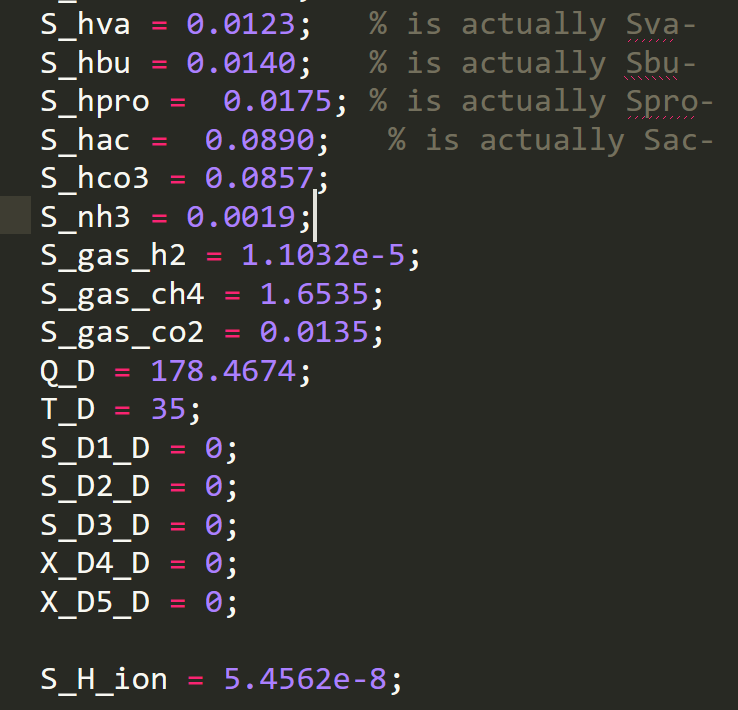 S_hva = 0.0123;   % is actually Sva-
S_hbu = 0.0140;   % is actually Sbu-
S_hpro =  0.0175; % is actually Spro-
S_hac =  0.0890;   % is actually Sac-
S_hco3 = 0.0857;
S_nh3 = 0.0019;
S_gas_h2 = 1.1032e-5;
S_gas_ch4 = 1.6535;
S_gas_co2 = 0.0135;
Q_D = 178.4674;
T_D = 35;
S_D1_D = 0;
S_D2_D = 0;
S_D3_D = 0;
X_D4_D = 0;
X_D5_D = 0;
S_H_ion = 5.4562e-8;